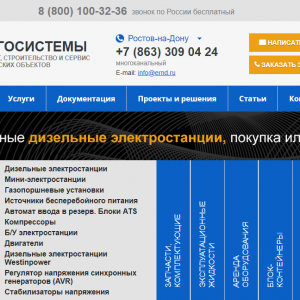 8 (800) 100-32-36 звонок по России бесплатный
ГОСИСТЕМЫ
, СТРОИТЕЛЬСТВО И СЕРВИС
СКИХ ОБЪЕКТОВ
Ростов-на-Дону
+7 (863) 309 04 24
многоканальный
E-mail: info@emd.ru
НАПИСАТ
ЗАКАЗАТ
Услуги
Документация
Проекты и решения
Статьи
Кон
ные дизельные электростанции, покупка или
Дизельные электростанции
Мини-электростанции
Газопоршневые установки
Источники бесперебойного питания
Автомат ввода в резерв. Блоки ATS
Компрессоры
Б/У электростанции
Двигатели
Дизельные электростанции
Westinpower
Регулятор напряжения синхронных
генераторов (AVR)
Стабилизаторы напряжения
ЗАПЧАСТИ,
КОМПЛЕКТУЮЩИЕ
ЭКСПЛУАТАЦИОННЫЕ
ЖИДКОСТИ
АРЕНДА
ОБОРУДОВАНИЯ
БЛОК-
КОНТЕЙНЕРЫ